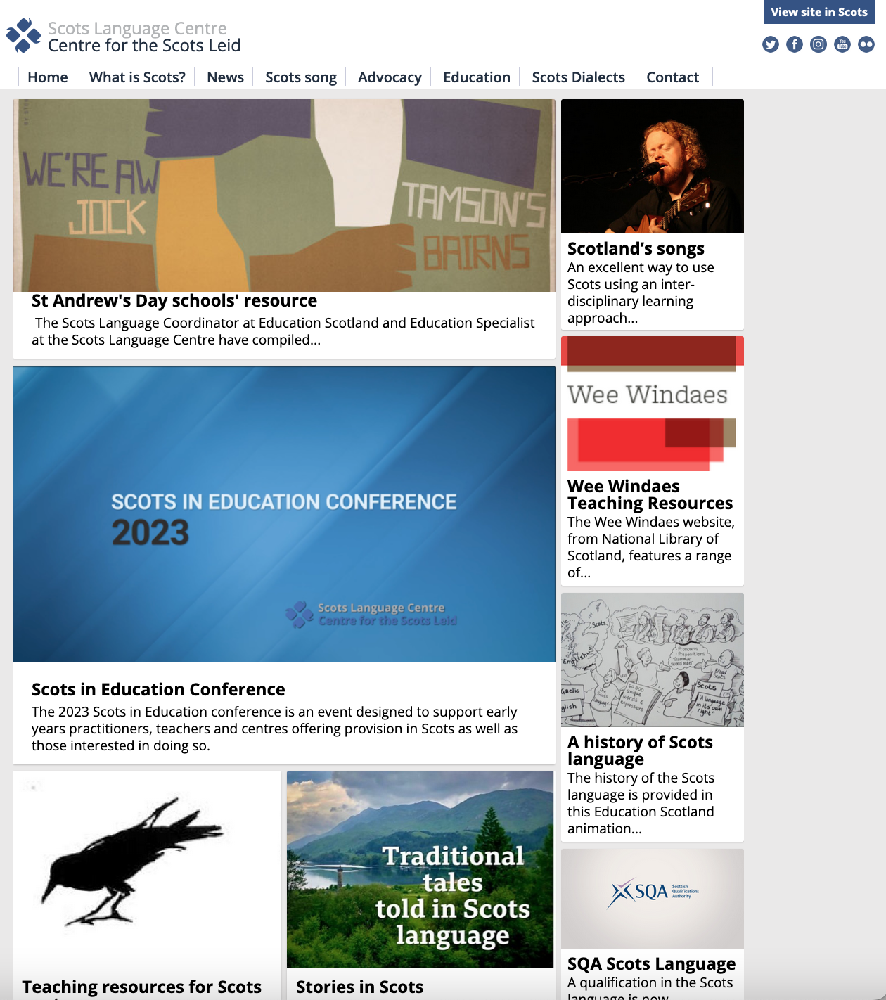 View site in Scots
Scots Language Centre
Centre for the Scots Leid
Home
What is Scots?
News
Scots song
Advocacy
Education
Scots Dialects
Contact
WE'RE AW
JOCK
TAMSON'S
BAIRNS
St Andrew's Day schools' resource
The Scots Language Coordinator at Education Scotland and Education Specialist
at the Scots Language Centre have compiled...
SCOTS IN EDUCATION CONFERENCE
2023
Scots Language Centre
Centre for the Scots Leid
Scots in Education Conference
The 2023 Scots in Education conference is an event designed to support early
years practitioners, teachers and centres offering provision in Scots as well as
those interested in doing so.
Teaching resources for Scots
Traditional
tales
told in Scots
language
Stories in Scots
Scotland’s songs
An excellent way to use
Scots using an inter-
disciplinary learning
approach...
Wee Windaes
Wee Windaes
Teaching Resources
The Wee Windaes website,
from National Library of
Scotland, features a range
of...
Scots
English
Pronouns
Prepositions
Grammar
word order
Broad
Scots
60,000
unique
words &
expressions
The
Scots
language
Gaelic
glish
Scots
"A language
in its own
right"
A history of Scots
language
The history of the Scots
language is provided in
this Education Scotland
animation...
SQA
Scottish
Qualifications
Authority
SQA Scots Language
A qualification in the Scots
language is now